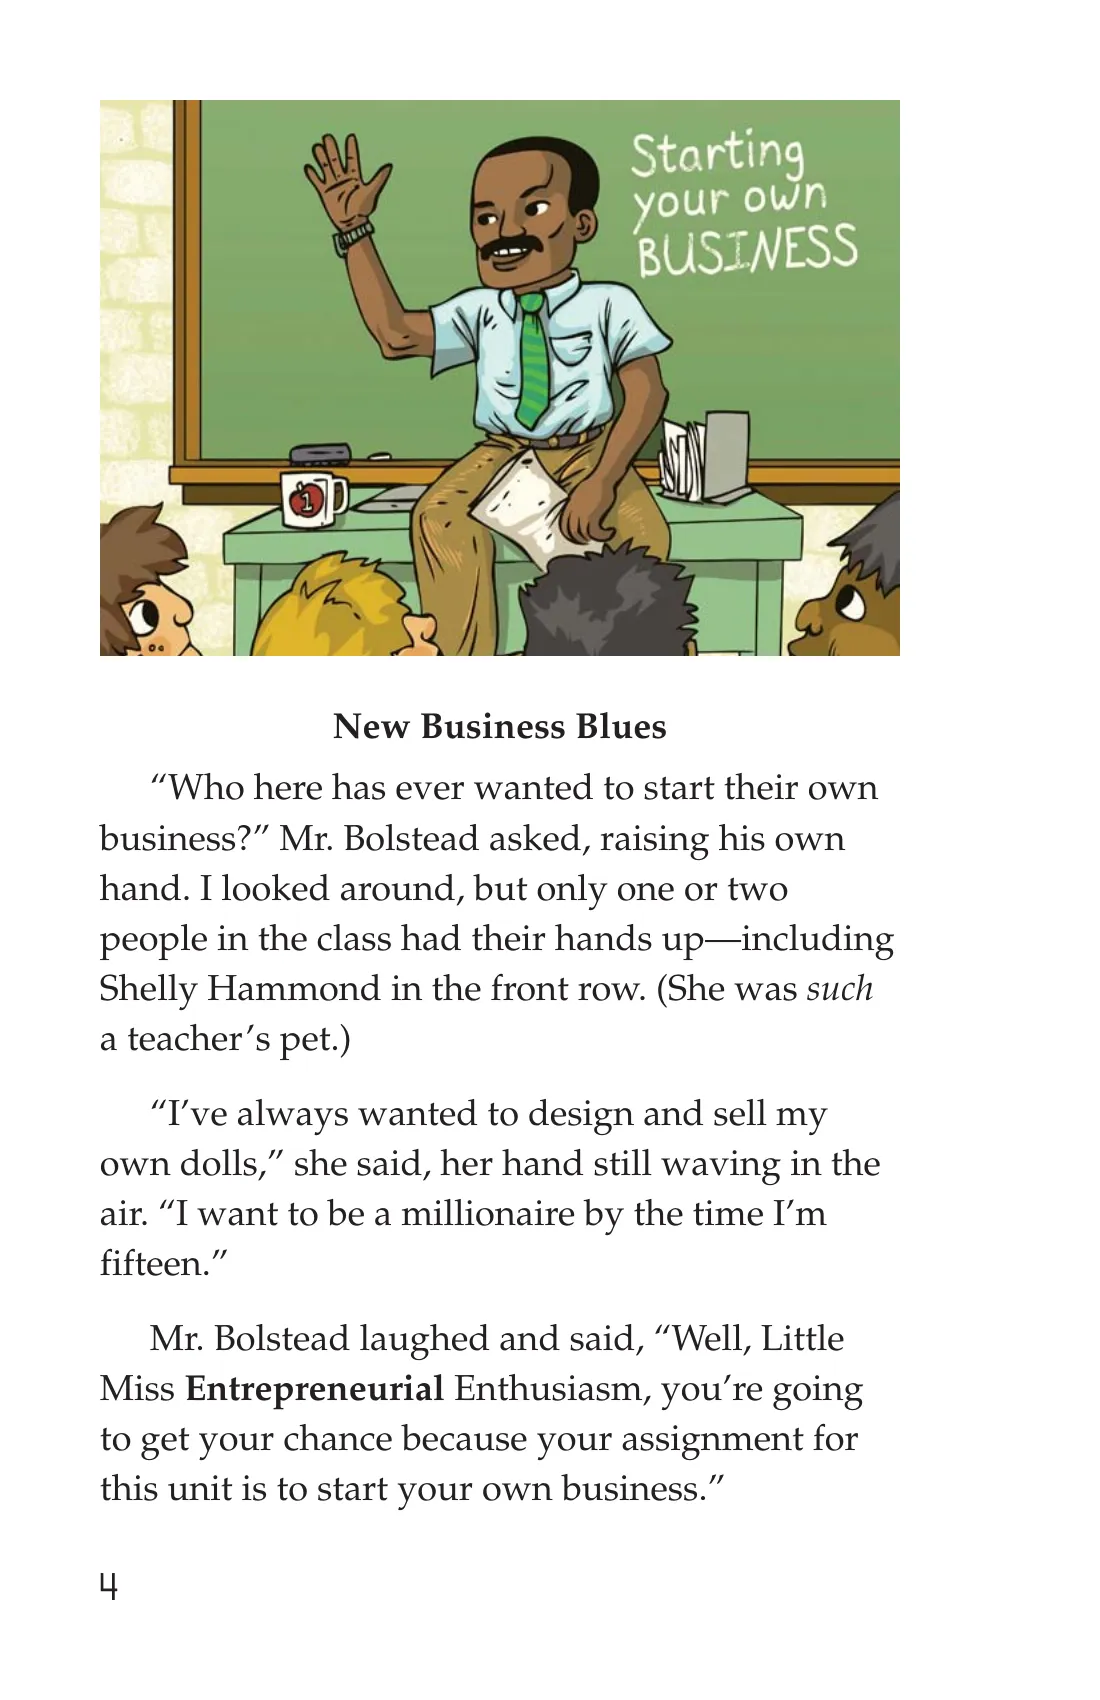 Starting
your own
BUSINESS
1
New Business Blues
“Who here has ever wanted to start their own
business?” Mr. Bolstead asked, raising his own
hand. I looked around, but only one or two
people in the class had their hands up—including
Shelly Hammond in the front row. (She was such
a teacher’s pet.)
“I’ve always wanted to design and sell my
own dolls,” she said, her hand still waving in the
air. “I want to be a millionaire by the time I’m
fifteen.”
Mr. Bolstead laughed and said, “Well, Little
Miss Entrepreneurial Enthusiasm, you’re going
to get your chance because your assignment for
this unit is to start your own business.”
4